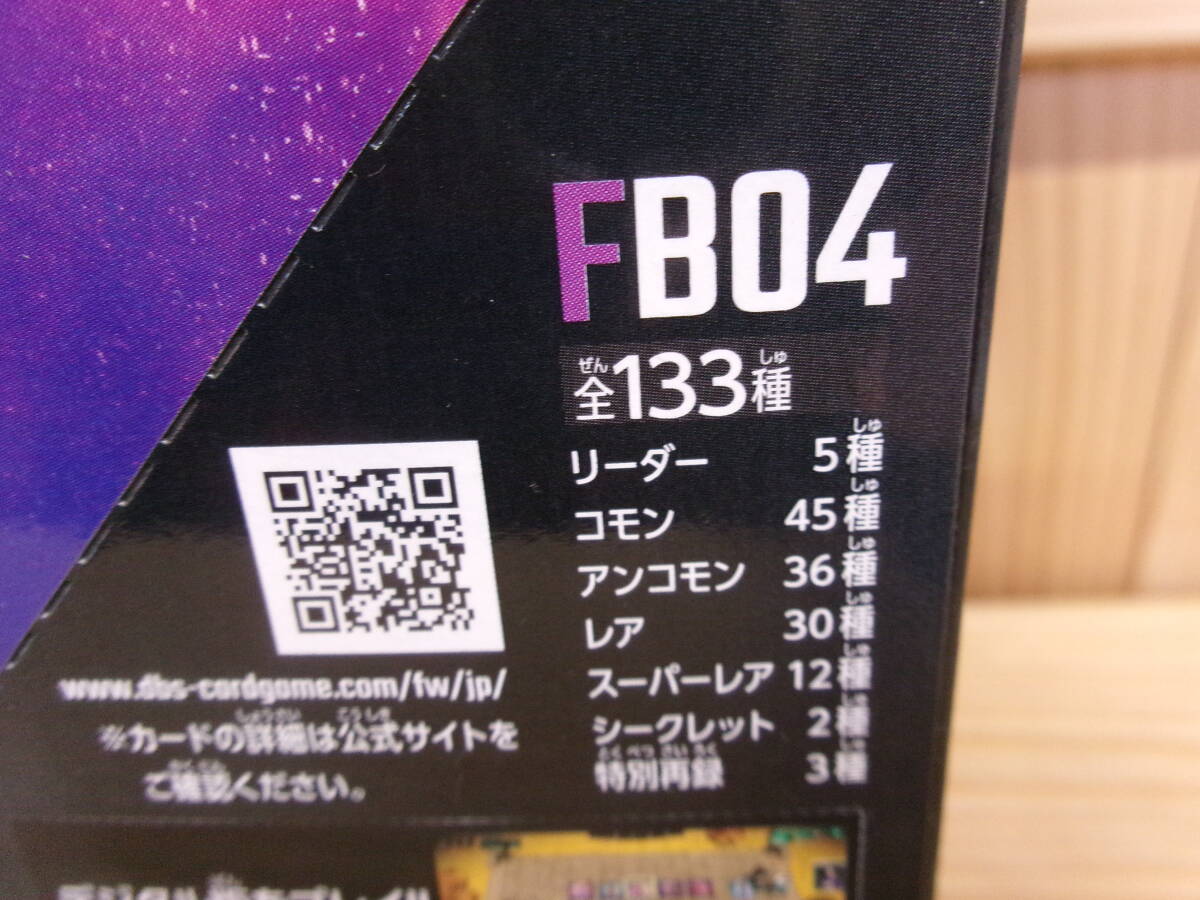 FB04
全133種
リーダー 5種
コモン 45種
アンコモン 36種
レア 30種
スーパーレア 12種
シークレット 2種
特別再録 3種
www.dbs-cardgame.com/fw/jp/
※カードの詳細は公式サイトを
ご確認ください。